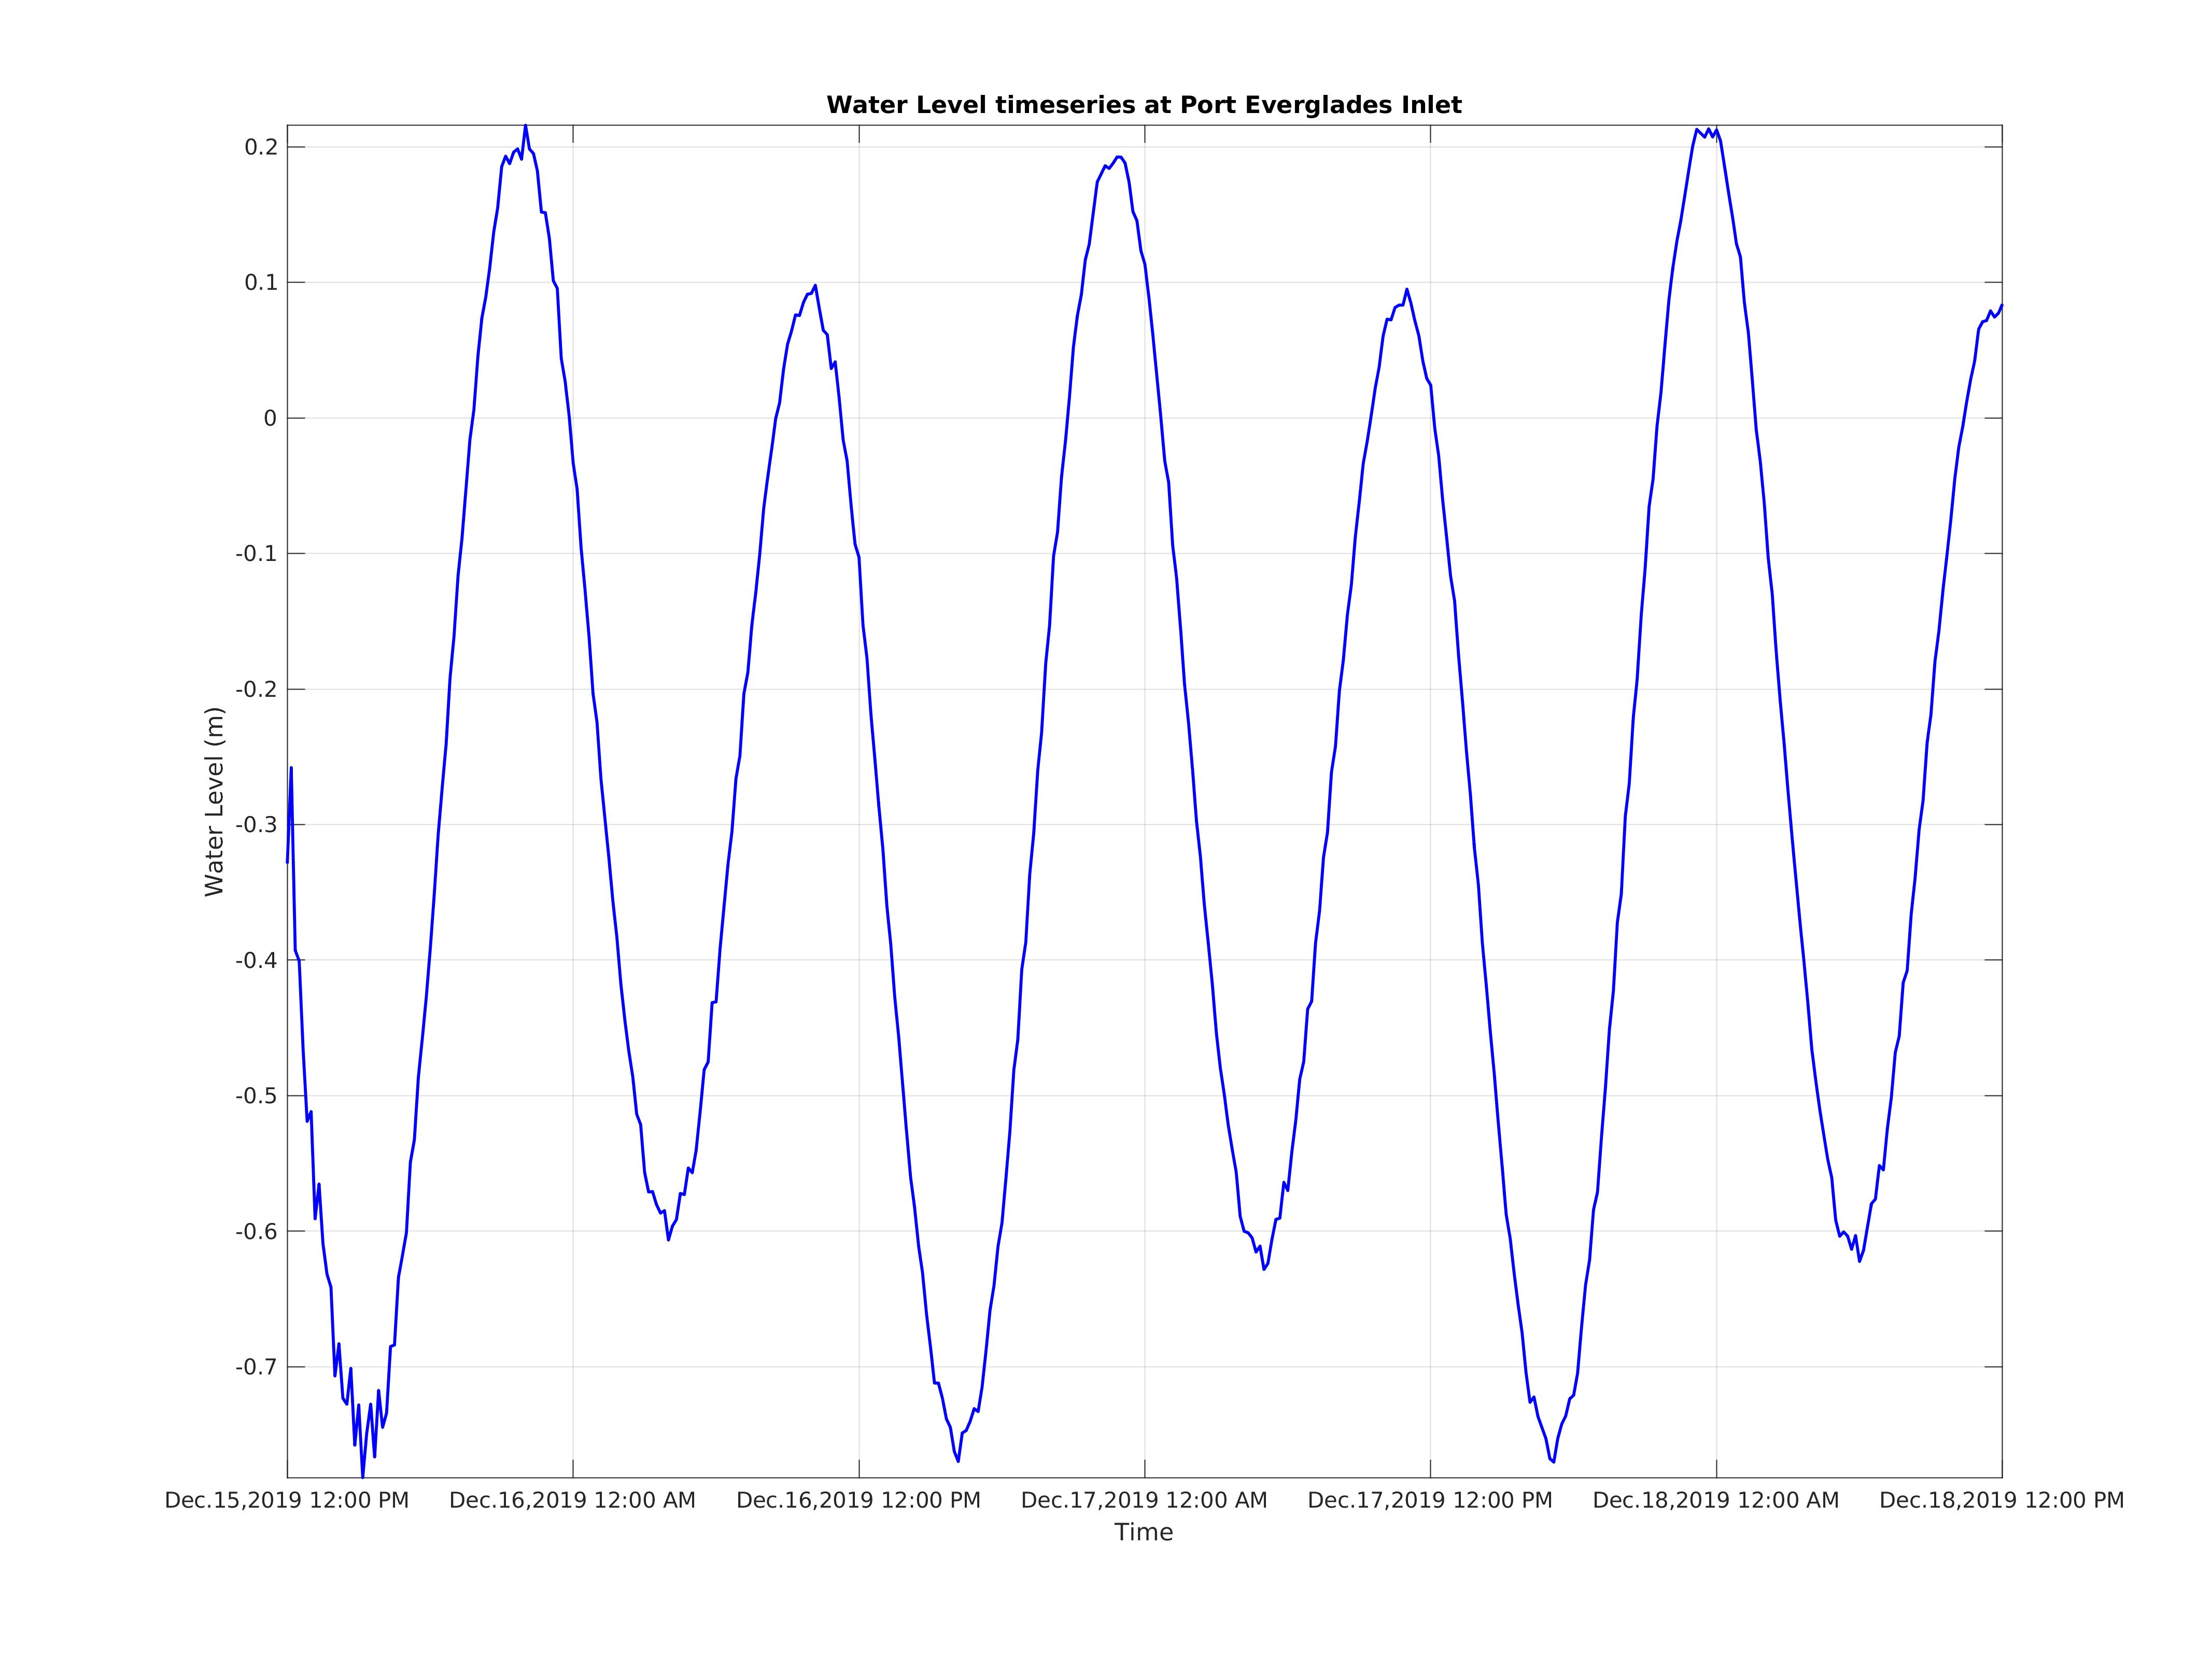 Water Level timeseries at Port Everglades Inlet
0.2
0.1
0
-0.1
-0.2
-0.3
-0.4
-0.5
-0.6
-0.7
Water Level (m)
Dec.15,2019 12:00 PM Dec.16,2019 12:00 AM Dec.16,2019 12:00 PM Dec.17,2019 12:00 AM Dec.17,2019 12:00 PM Dec.18,2019 12:00 AM Dec.18,2019 12:00 PM
Time